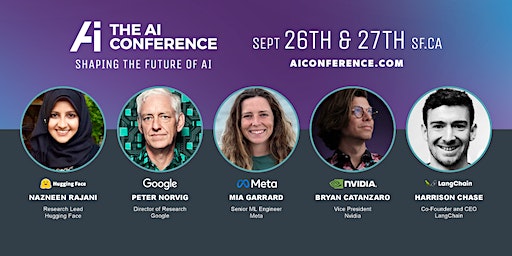 Ai THE AI
CONFERENCE
SHAPING THE FUTURE OF AI
SEPT 26TH & 27TH SF.CA
AICONFERENCE.COM
Hugging Face
NAZNEEN RAJANI
Research Lead
Hugging Face
Google
PETER NORVIG
Director of Research
Google
Meta
MIA GARRARD
Senior ML Engineer
Meta
NVIDIA.
BRYAN CATANZARO
Vice President
Nvidia
LangChain
HARRISON CHASE
Co-Founder and CEO
LangChain